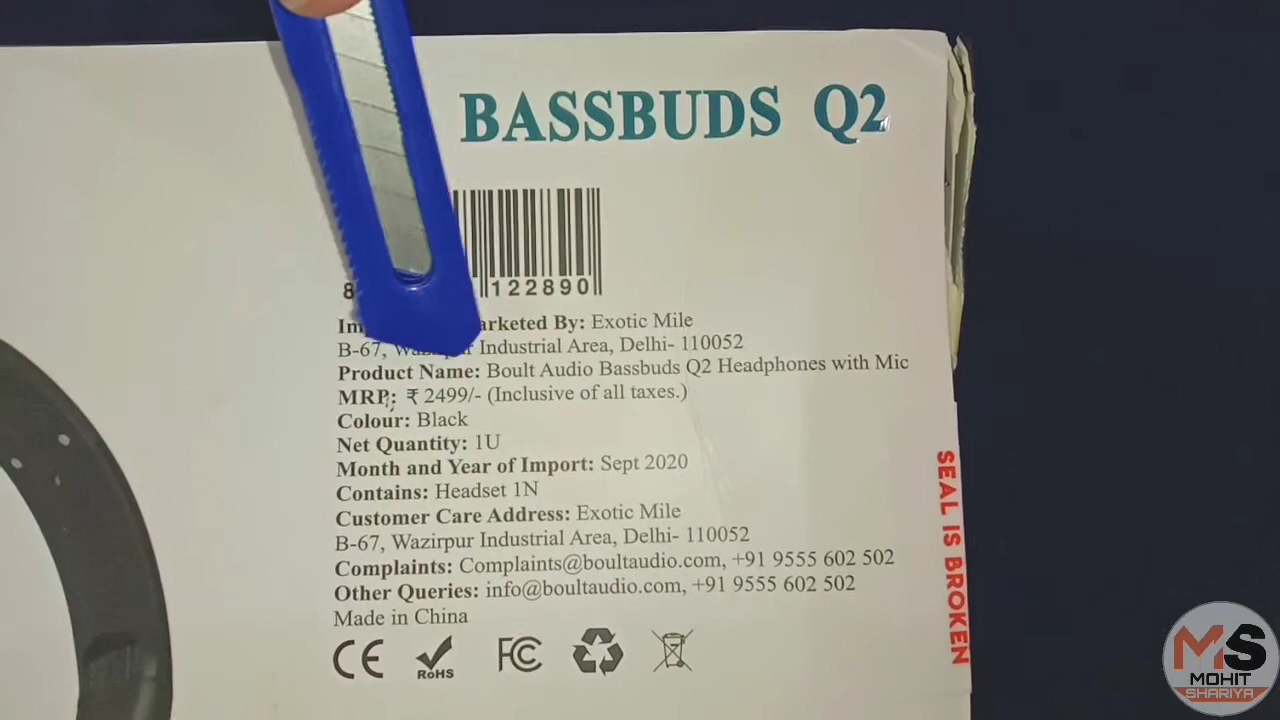 BASSBUDS Q2
8 122890
Marketed By: Exotic Mile
B-67, Wazirpur Industrial Area, Delhi- 110052
Product Name: Boult Audio Bassbuds Q2 Headphones with Mic
MRP: ₹ 2499/- (Inclusive of all taxes.)
Colour: Black
Net Quantity: 1U
Month and Year of Import: Sept 2020
Contains: Headset 1N
Customer Care Address: Exotic Mile
B-67, Wazirpur Industrial Area, Delhi- 110052
Complaints: Complaints@boultaudio.com, +91 9555 602 502
Other Queries: info@boultaudio.com, +91 9555 602 502
Made in China
CE RoHS FC
SEAL IS BROKEN
MS
MOHIT
SHARIYA